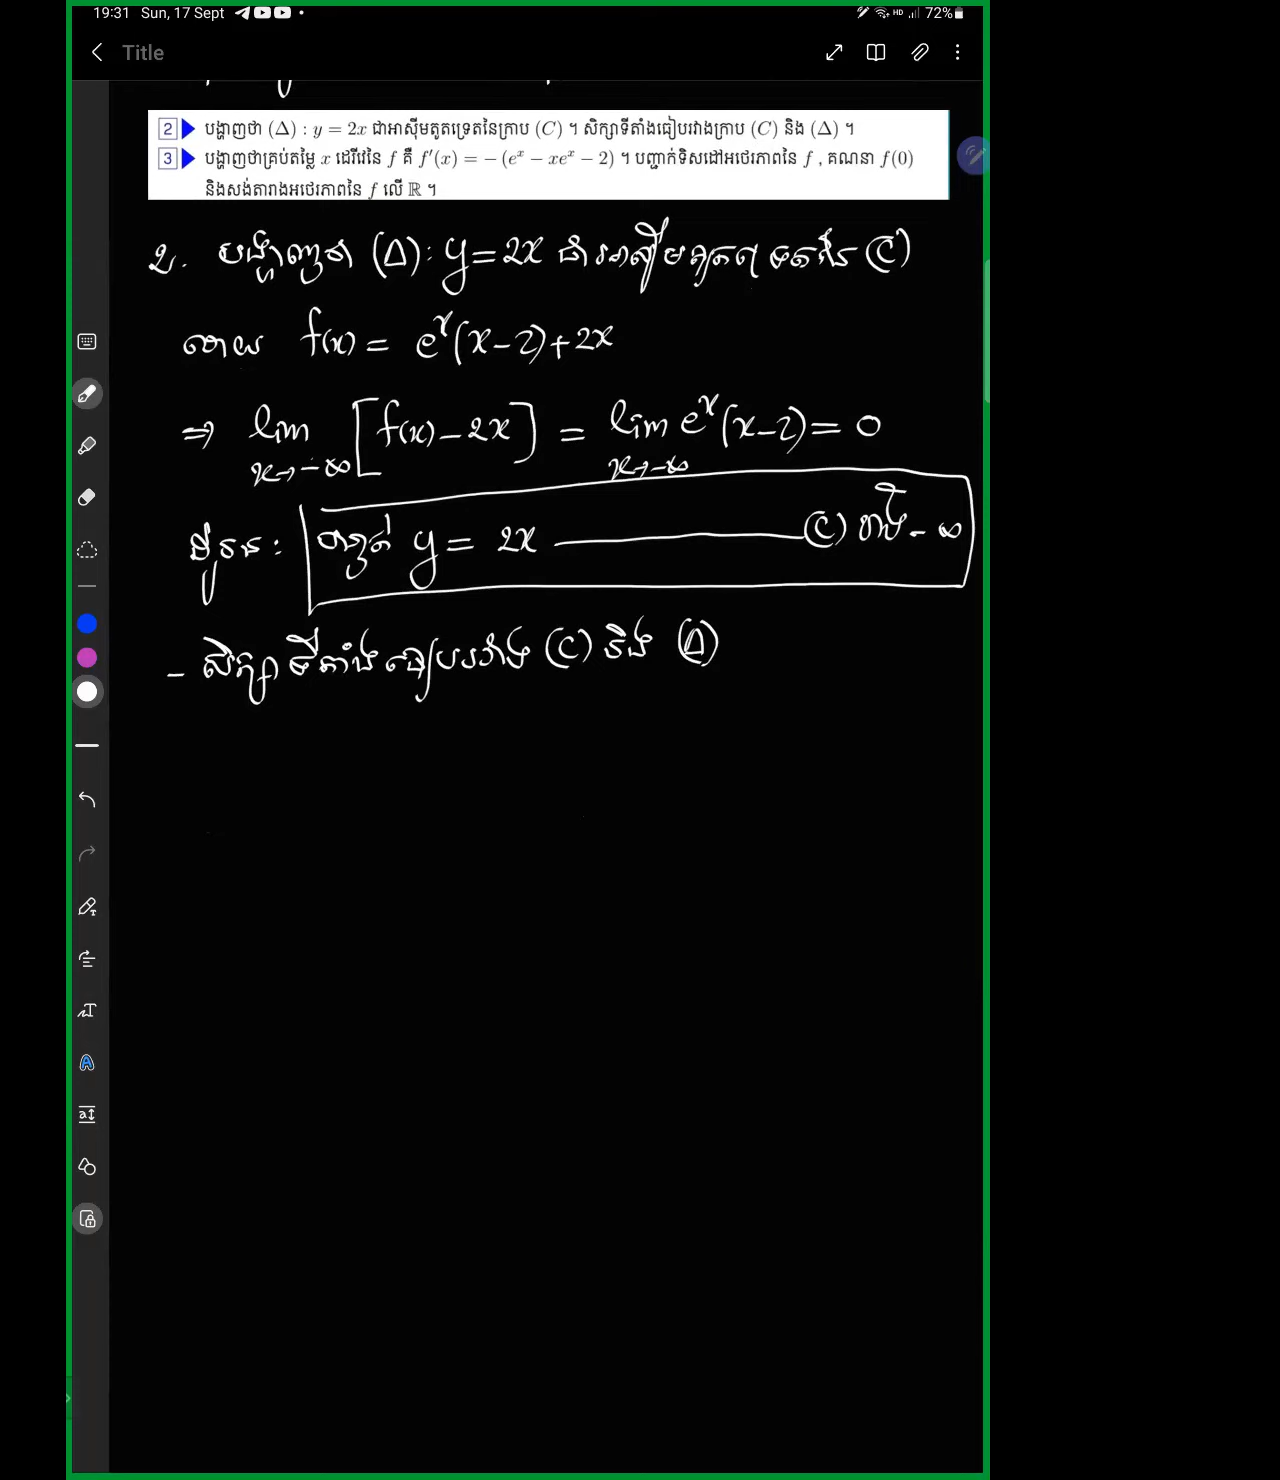 19:31 Sun, 17 Sept 72%
Title
2 បង្ហាញថា (Δ) : y = 2x ជាអាស៊ីមតូតទ្រេតនៃក្រាប (C) ។ សិក្សាទីតាំងធៀបរវាងក្រាប (C) និង (Δ) ។
3 បង្ហាញថាគ្រប់តម្លៃ x ដេរីវេនៃ f គឺ f′(x) = − (eˣ − xeˣ − 2) ។ បញ្ជាក់ទិសដៅអថេរភាពនៃ f , គណនា f(0)
និងសង់តារាងអថេរភាពនៃ f លើ ℝ ។
2. បង្ហាញថា (Δ): y = 2x ជាអាស៊ីមតូតទ្រេតនៃ (C)
ដោយ f(x) = eˣ(x−2)+2x
⇒ lim x→−∞ [f(x)−2x] = lim x→−∞ eˣ(x−2) = 0
ដូចនេះ: បន្ទាត់ y = 2x (C) ខាង −∞
– សិក្សាទីតាំងធៀបរវាង (C) និង (Δ)